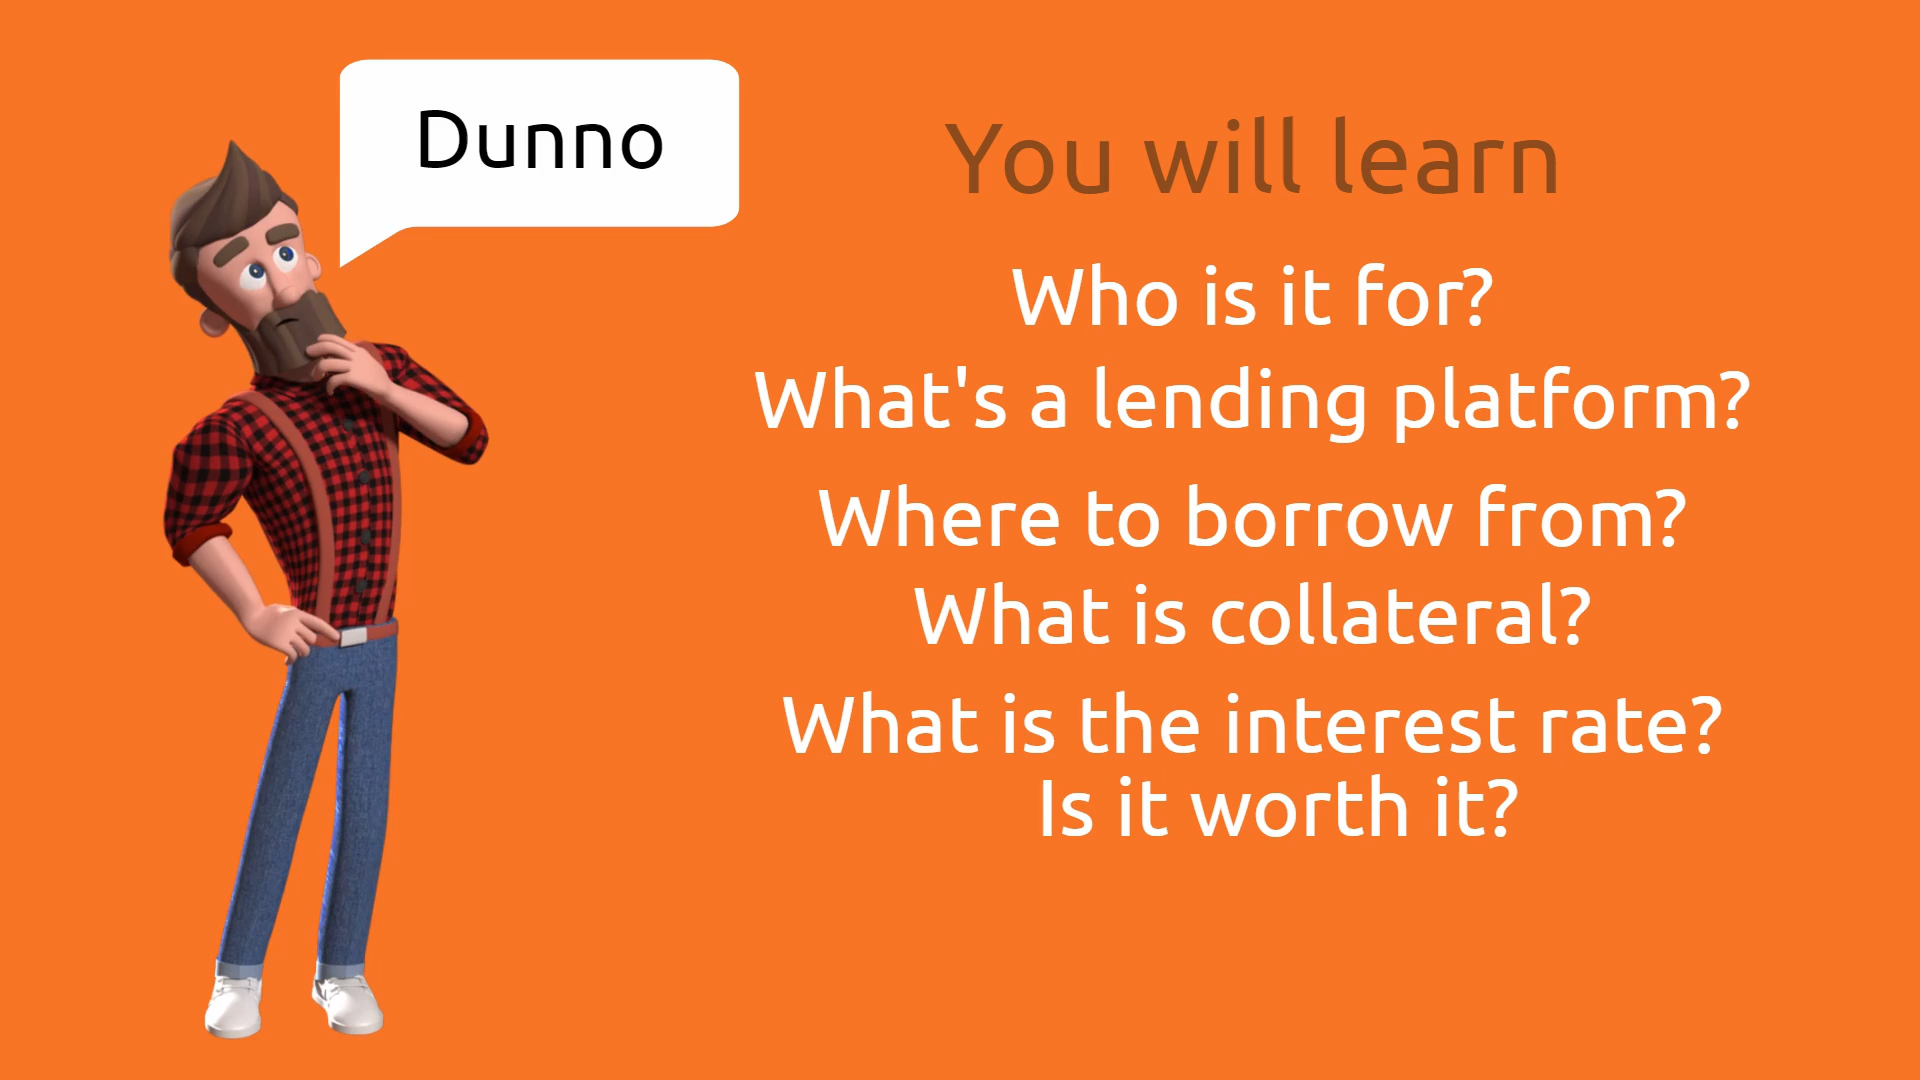 Dunno
You will learn
Who is it for?
What's a lending platform?
Where to borrow from?
What is collateral?
What is the interest rate?
Is it worth it?